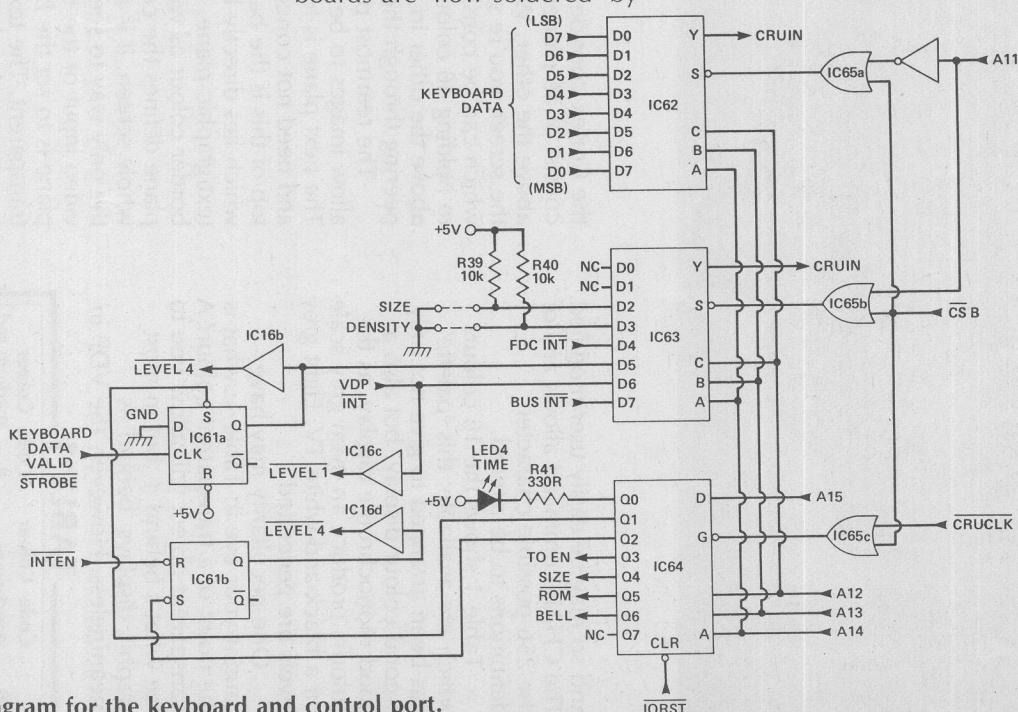 boards are now soldered by
(LSB)
D7
D6
D5
D4
D3
D2
D1
D0
(MSB)
KEYBOARD
DATA
D0
D1
D2
D3
D4
D5
D6
D7
Y
S
IC62
C
B
A
CRUIN
IC65a
A11
+5V
R39
10k
R40
10k
NC
NC
SIZE
DENSITY
FDC INT
VDP
INT
BUS INT
D0
D1
D2
D3
D4
D5
D6
D7
Y
S
IC63
C
B
A
CRUIN
IC65b
CS B
IC16b
LEVEL 4
GND
KEYBOARD
DATA
VALID
STROBE
S
D
Q
IC61a
CLK
Q
R
+5V
IC16c
LEVEL 1
IC16d
LEVEL 4
INTEN
R
Q
IC61b
S
Q
LED4
TIME
+5V
R41
330R
TO EN
SIZE
ROM
BELL
NC
Q0
Q1
Q2
Q3
Q4
Q5
Q6
Q7
D
G
IC64
A
CLR
A15
IC65c
CRUCLK
A12
A13
A14
IORST
gram for the keyboard and control port.